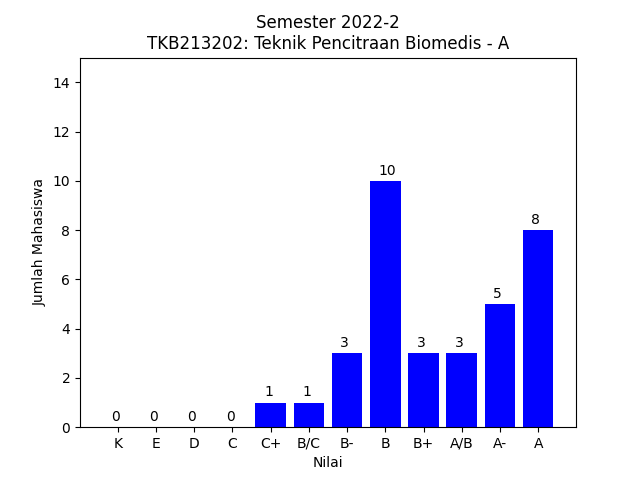 Semester 2022-2
TKB213202: Teknik Pencitraan Biomedis - A
Jumlah Mahasiswa
14
12
10
8
6
4
2
0
0 0 0 0 1 1 3 10 3 3 5 8
K E D C C+ B/C B- B B+ A/B A- A
Nilai